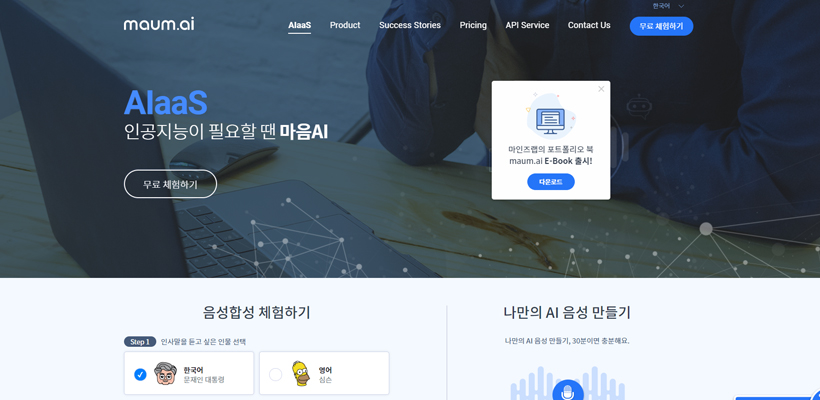 한국어
maum.ai
AIaaS Product Success Stories Pricing API Service Contact Us 무료 체험하기
AIaaS
인공지능이 필요할 땐 마음AI
무료 체험하기
마인즈랩의 포트폴리오 북
maum.ai E-Book 출시!
다운로드
음성합성 체험하기
Step 1 인사말을 듣고 싶은 인물 선택
한국어
문재인 대통령
영어
심슨
나만의 AI 음성 만들기
나만의 AI 음성 만들기, 30분이면 충분해요.